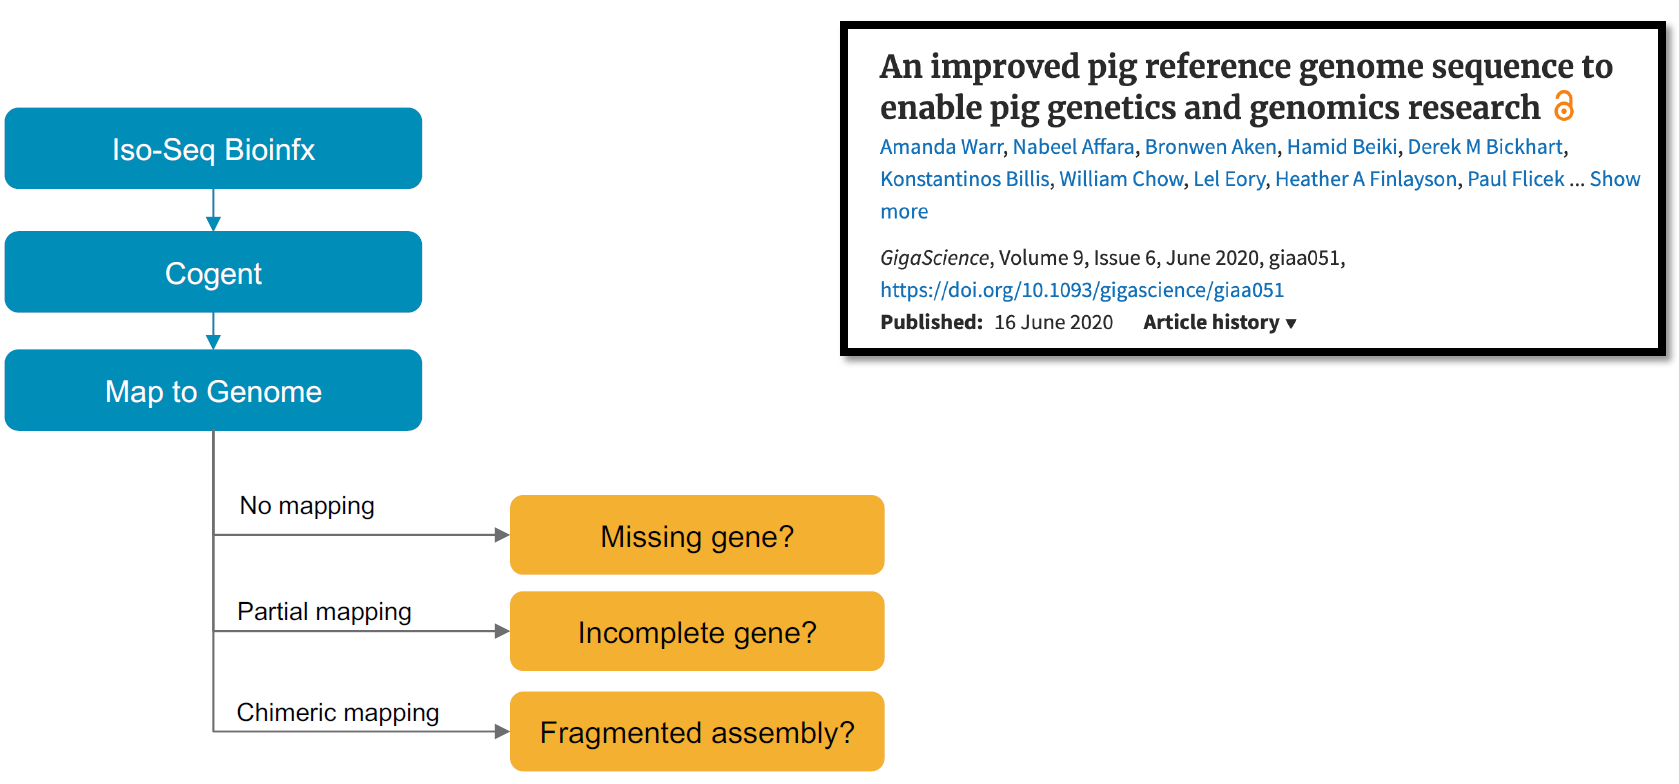 An improved pig reference genome sequence to
enable pig genetics and genomics research
Amanda Warr, Nabeel Affara, Bronwen Aken, Hamid Beiki, Derek M Bickhart,
Konstantinos Billis, William Chow, Lel Eory, Heather A Finlayson, Paul Flicek ... Show
more
GigaScience, Volume 9, Issue 6, June 2020, giaa051,
https://doi.org/10.1093/gigascience/giaa051
Published: 16 June 2020 Article history ▾
Iso-Seq Bioinfx
Cogent
Map to Genome
No mapping
Missing gene?
Partial mapping
Incomplete gene?
Chimeric mapping
Fragmented assembly?